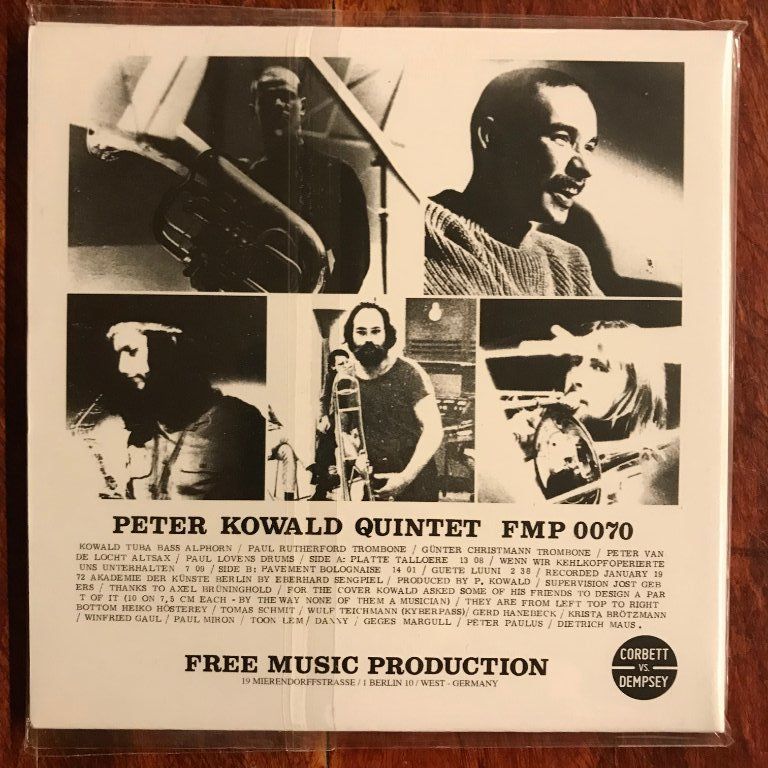 PETER KOWALD QUINTET FMP 0070
KOWALD TUBA BASS ALPHORN / PAUL RUTHERFORD TROMBONE / GÜNTER CHRISTMANN TROMBONE / PETER VAN
DE LOCHT ALTSAX / PAUL LOVENS DRUMS / SIDE A: PLATTE TALLOERE 13 08 / WENN WIR KEHLKOPFOPERIERTE
UNS UNTERHALTEN 7 09 / SIDE B: PAVEMENT BOLOGNAISE 14 01 / GUETE LUUNI 2 38 / RECORDED JANUARY 19
72 AKADEMIE DER KÜNSTE BERLIN BY EBERHARD SENGPIEL / PRODUCED BY P. KOWALD / SUPERVISION JOST GEB
ERS / THANKS TO AXEL BRÜNINGHOLD / FOR THE COVER KOWALD ASKED SOME OF HIS FRIENDS TO DESIGN A PAR
T OF IT (10 ON 7,5 CM EACH - BY THE WAY NONE OF THEM A MUSICIAN) / THEY ARE FROM LEFT TOP TO RIGHT
BOTTOM HEIKO HÖSTEREY / TOMAS SCHMIT / WULF TEICHMANN (KYBERPASS) / GERD HANEBECK / KRISTA BRÖTZMANN
/ WINFRIED GAUL / PAUL MIRON / TOON LEM / DANNY / GEGES MARGULL / PETER PAULUS / DIETRICH MAUS.
FREE MUSIC PRODUCTION
19 MIERENDORFFSTRASSE / 1 BERLIN 10 / WEST - GERMANY
CORBETT
VS.
DEMPSEY